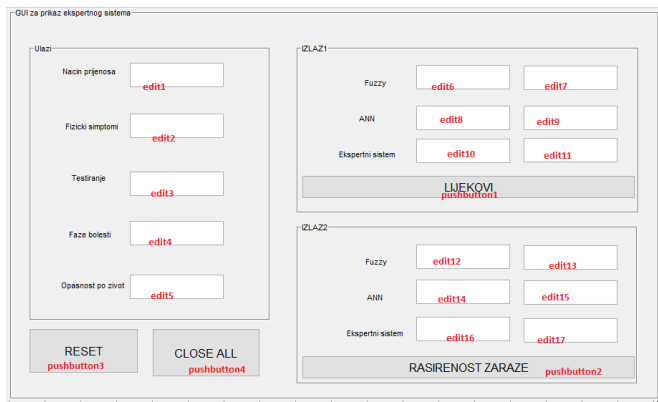 GUI za prikaz ekspertnog sistema
Ulazi
Nacin prijenosa
edit1
Fizicki simptomi
edit2
Testiranje
edit3
Faze bolesti
edit4
Opasnost po zivot
edit5
RESET
pushbutton3
CLOSE ALL
pushbutton4
IZLAZ1
Fuzzy
edit6
edit7
ANN
edit8
edit9
Ekspertni sistem
edit10
edit11
LIJEKOVI
pushbutton1
IZLAZ2
Fuzzy
edit12
edit13
ANN
edit14
edit15
Ekspertni sistem
edit16
edit17
RASIRENOST ZARAZE
pushbutton2